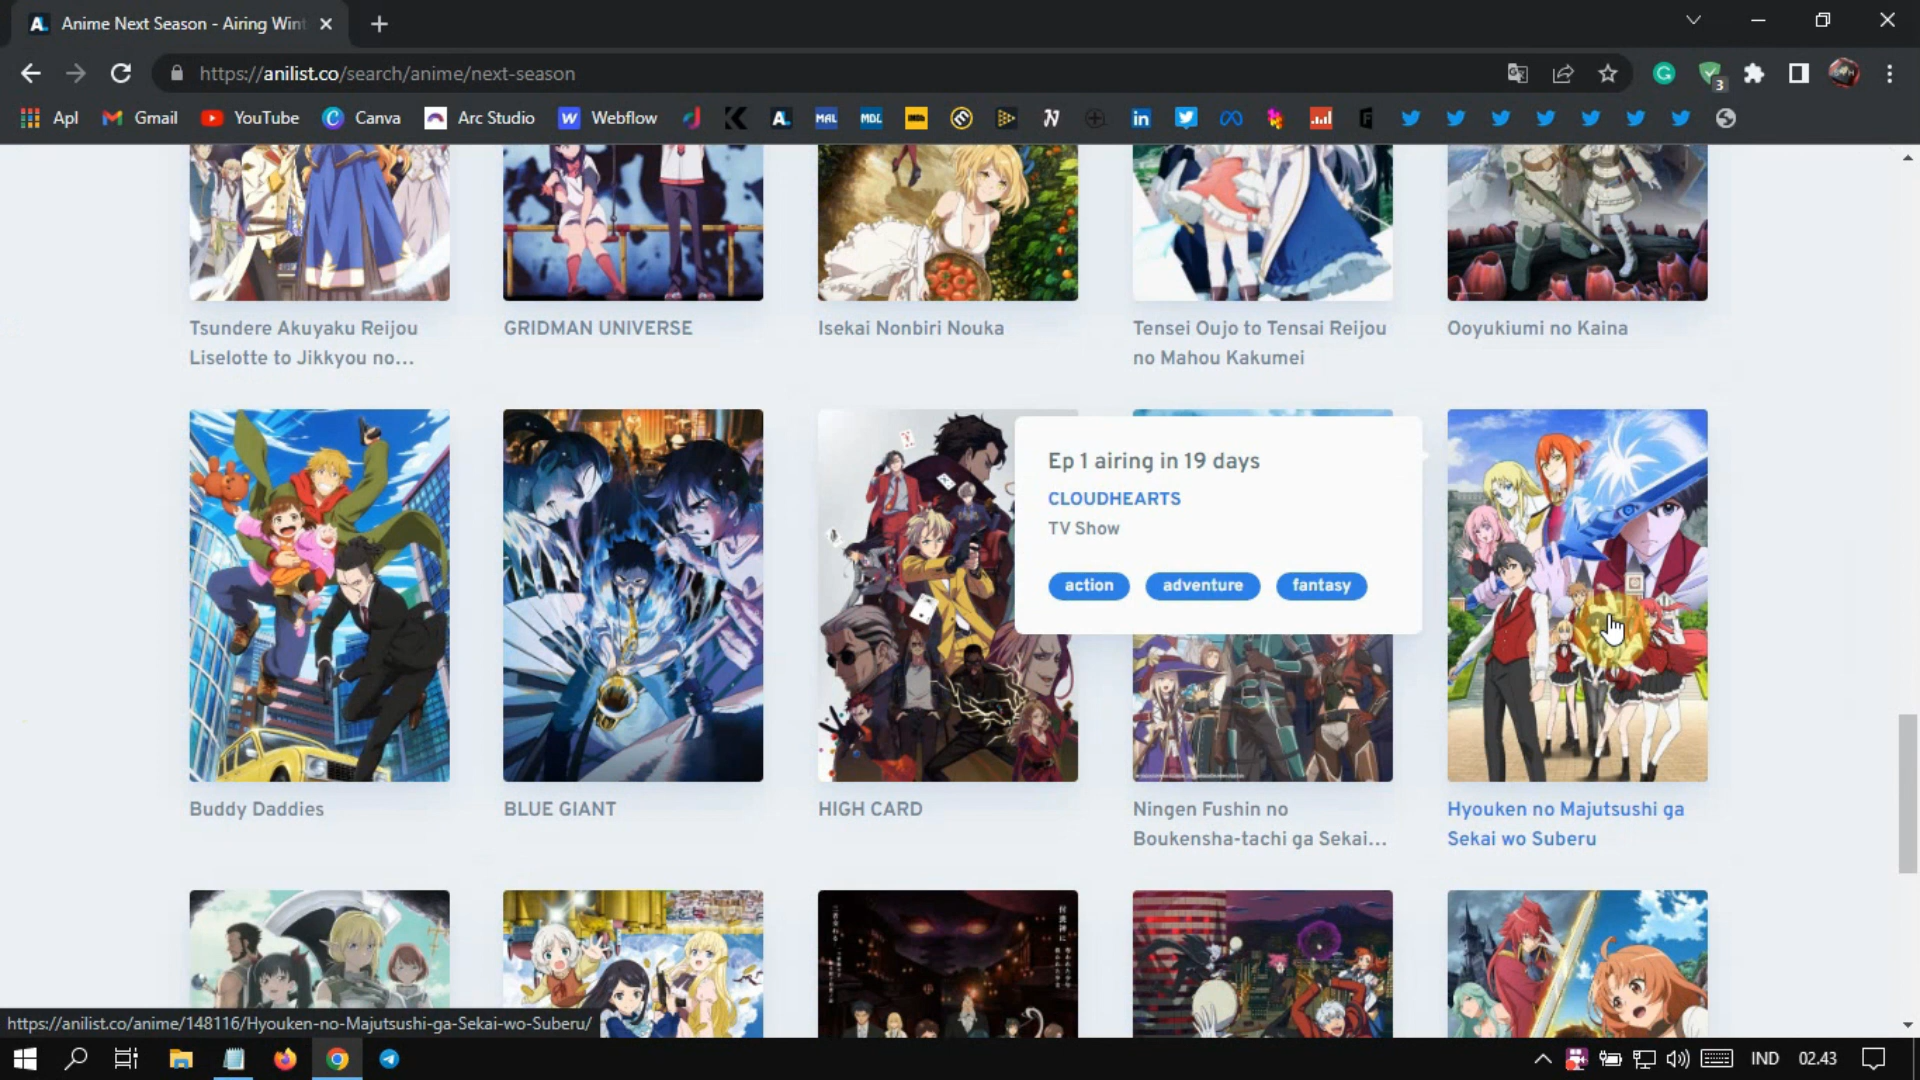 Anime Next Season - Airing Wint
https://anilist.co/search/anime/next-season
3
Apl
Gmail
YouTube
Canva
Arc Studio
Webflow
MAL
MDL
Tsundere Akuyaku Reijou
Liselotte to Jikkyou no...
GRIDMAN UNIVERSE
Isekai Nonbiri Nouka
Tensei Oujo to Tensai Reijou
no Mahou Kakumei
Ooyukiumi no Kaina
Ep 1 airing in 19 days
CLOUDHEARTS
TV Show
action
adventure
fantasy
Buddy Daddies
BLUE GIANT
HIGH CARD
Ningen Fushin no
Boukensha-tachi ga Sekai...
Hyouken no Majutsushi ga
Sekai wo Suberu
https://anilist.co/anime/148116/Hyouken-no-Majutsushi-ga-Sekai-wo-Suberu/
IND
02.43